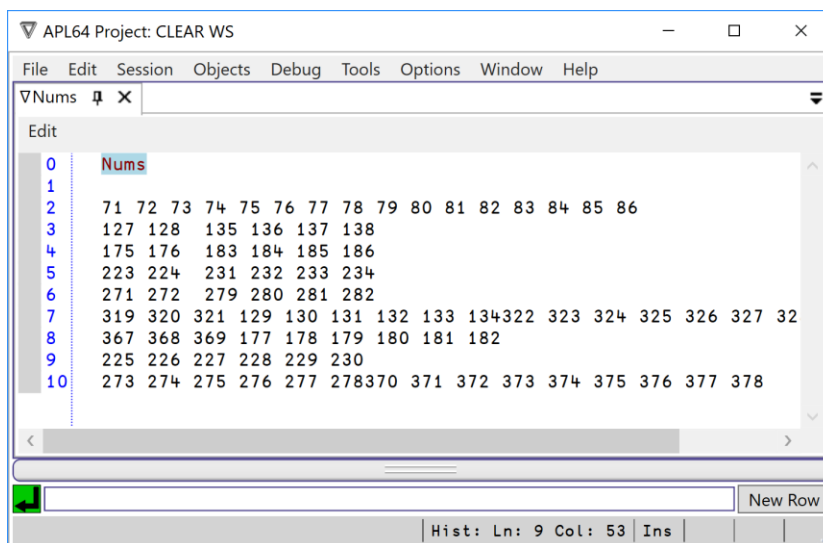 APL64 Project: CLEAR WS
File Edit Session Objects Debug Tools Options Window Help
∇Nums
Edit
0 Nums
1
2 71 72 73 74 75 76 77 78 79 80 81 82 83 84 85 86
3 127 128  135 136 137 138
4 175 176  183 184 185 186
5 223 224  231 232 233 234
6 271 272  279 280 281 282
7 319 320 321 129 130 131 132 133 134322 323 324 325 326 327 32
8 367 368 369 177 178 179 180 181 182
9 225 226 227 228 229 230
10 273 274 275 276 277 278370 371 372 373 374 375 376 377 378
New Row
Hist: Ln: 9 Col: 53 Ins